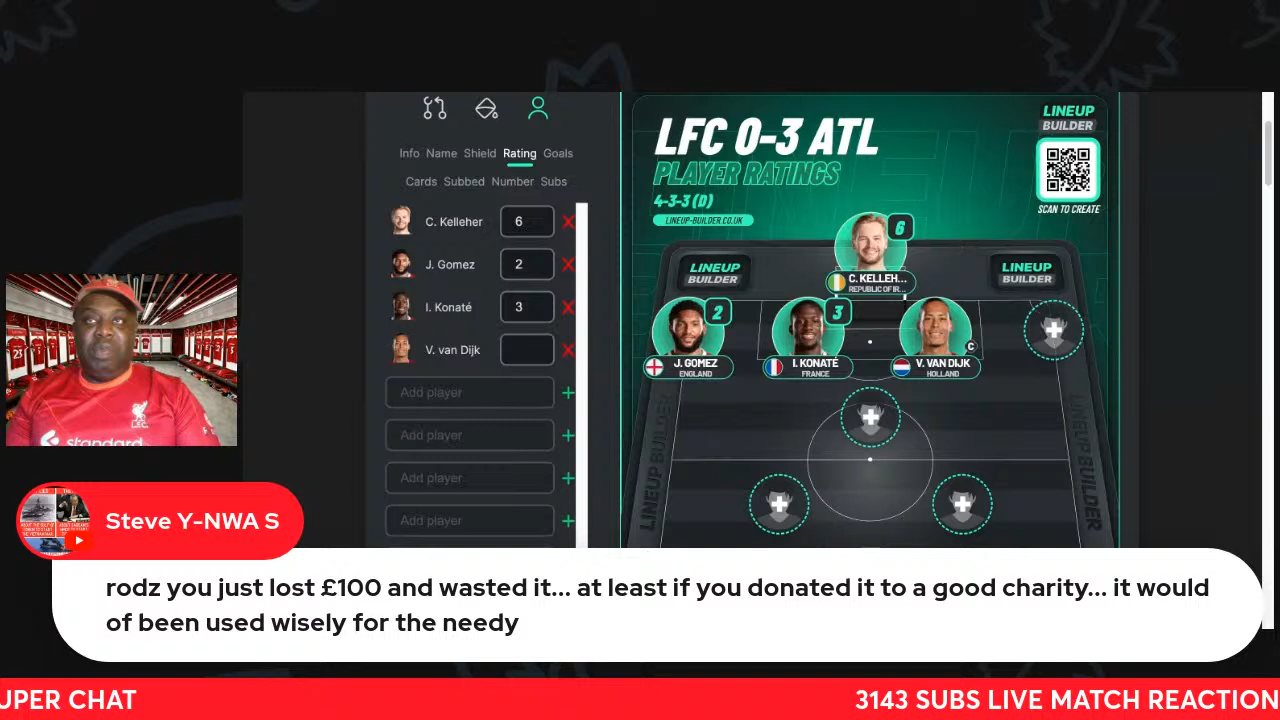 Info Name Shield Rating Goals
Cards Subbed Number Subs
C. Kelleher 6
J. Gomez 2
I. Konaté 3
V. van Dijk
Add player
Add player
Add player
Add player
LFC 0-3 ATL
PLAYER RATINGS
4-3-3 (D)
LINEUP-BUILDER.CO.UK
LINEUP
BUILDER
SCAN TO CREATE
6
C. KELLEH...
REPUBLIC OF IR...
LINEUP
BUILDER
LINEUP
BUILDER
2
J. GOMEZ
ENGLAND
3
I. KONATÉ
FRANCE
C
V. VAN DIJK
HOLLAND
LINEUP BUILDER
LINEUP BUILDER
L.F.C.
standard
Steve Y-NWA S
rodz you just lost £100 and wasted it... at least if you donated it to a good charity... it would
of been used wisely for the needy
UPER CHAT
3143 SUBS LIVE MATCH REACTION